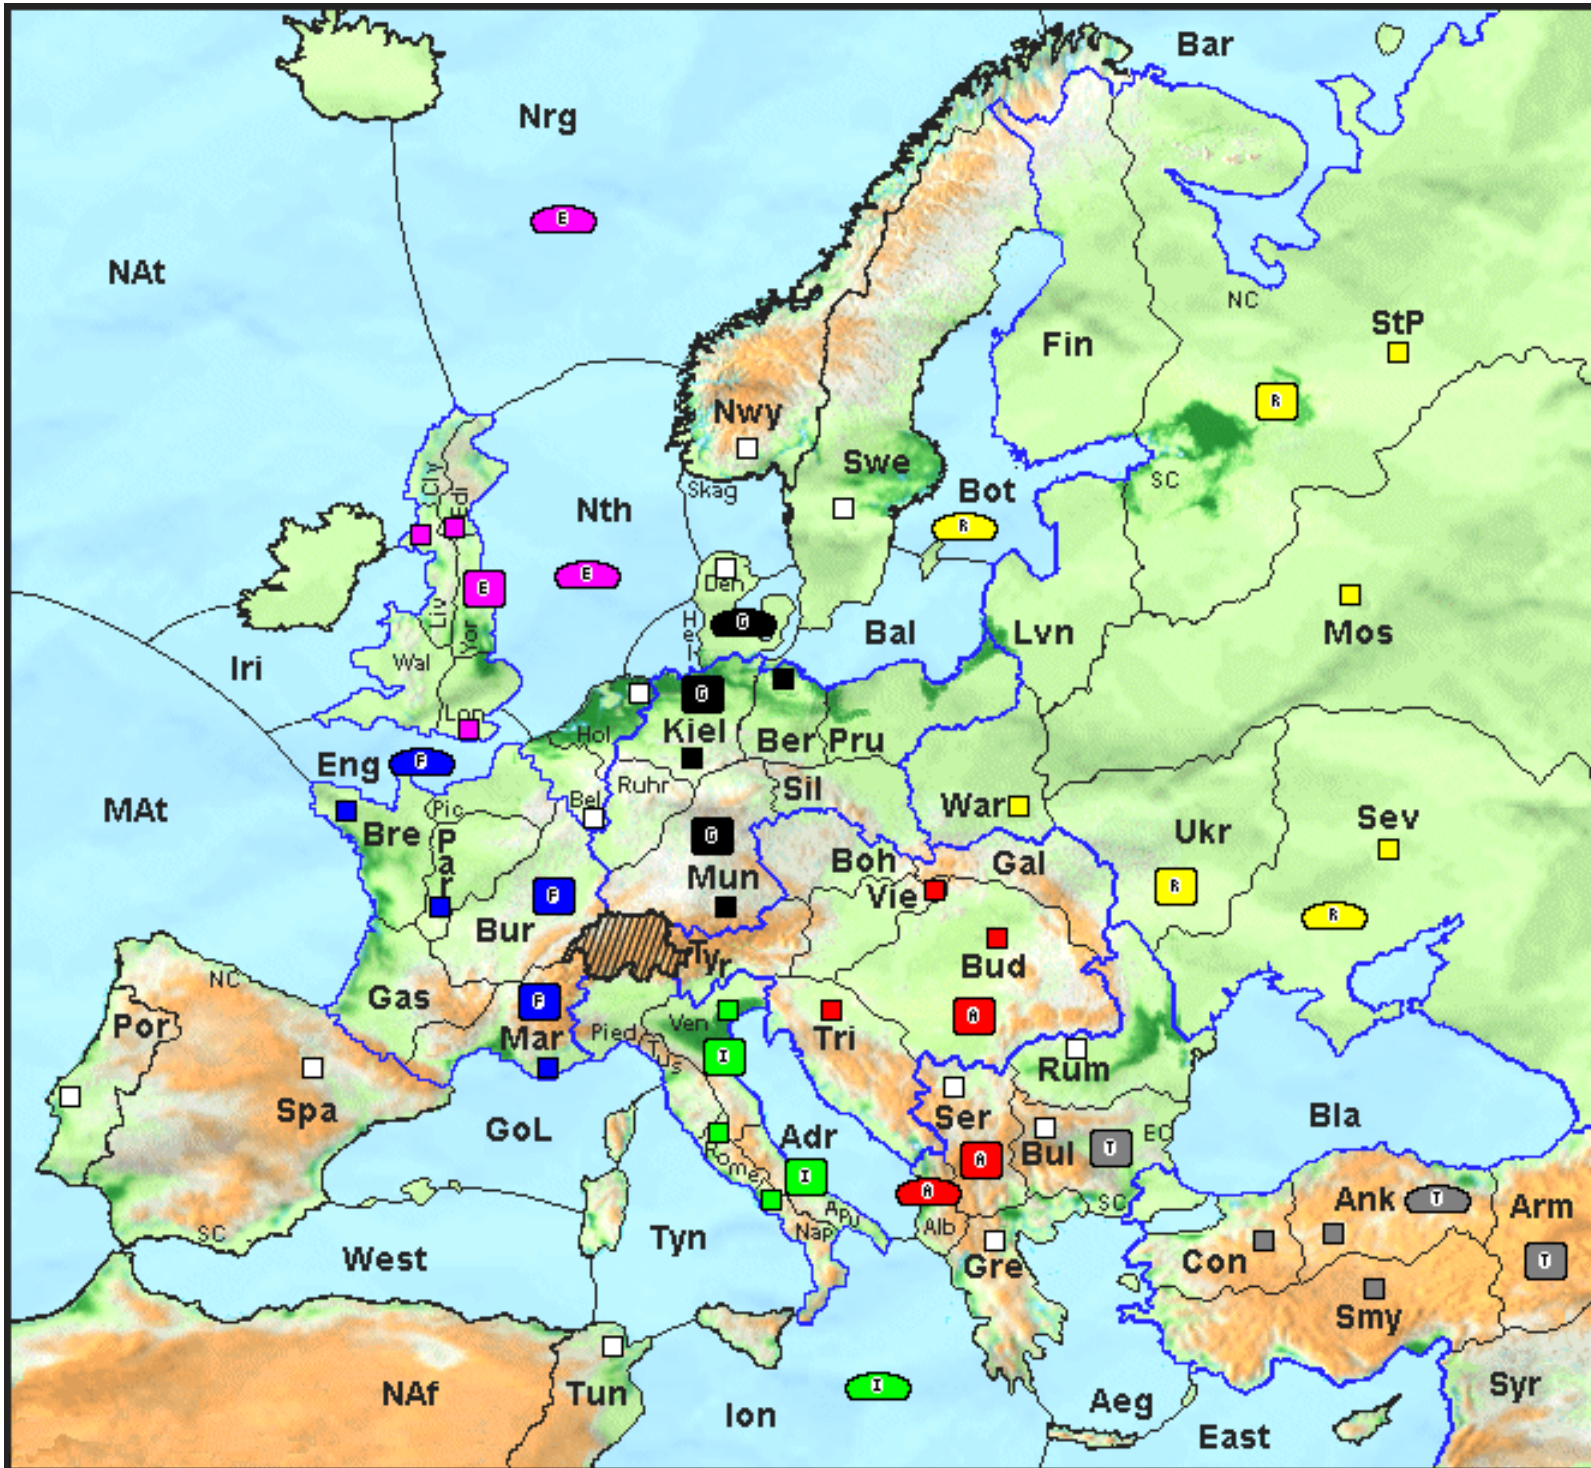 Bar
Nrg
E
NAt
NC
StP
Fin
R
Nwy
Swe
Cly
Edi
Skag
Bot
SC
Nth
R
E
E
Den
Mos
G
Hel
Liv
Yor
Bal
Lvn
Iri
Wal
G
Lon
Hol
Kiel
Ber
Pru
Eng
F
Ruhr
Sil
MAt
Pic
Bel
War
Bre
Par
G
Ukr
Sev
Boh
Gal
Mun
Vie
F
R
R
Bur
Tyr
Bud
NC
Gas
F
A
Por
Mar
Pied
Ven
Tri
Tus
I
Rum
Spa
Ser
GoL
Adr
Bla
EC
Bul
T
Rome
I
A
A
SC
Ank
T
Arm
Apu
Alb
Nap
SC
Tyn
West
Gre
Con
T
Smy
NAf
Tun
I
Syr
Ion
Aeg
East